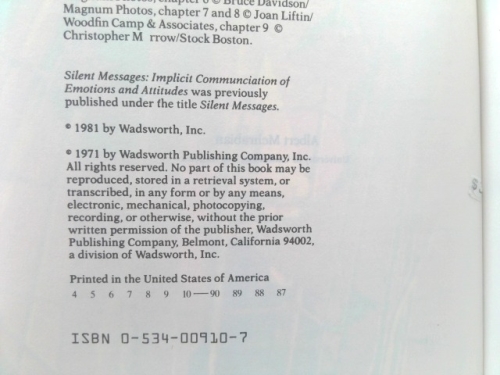 Magnum Photos, chapter 7 and 8 © Joan Liftin/
Woodfin Camp & Associates, chapter 9 ©
Christopher M rrow/Stock Boston.
Silent Messages: Implicit Communciation of
Emotions and Attitudes was previously
published under the title Silent Messages.
© 1981 by Wadsworth, Inc.
© 1971 by Wadsworth Publishing Company, Inc.
All rights reserved. No part of this book may be
reproduced, stored in a retrieval system, or
transcribed, in any form or by any means,
electronic, mechanical, photocopying,
recording, or otherwise, without the prior
written permission of the publisher, Wadsworth
Publishing Company, Belmont, California 94002,
a division of Wadsworth, Inc.
Printed in the United States of America
4 5 6 7 8 9 10—90 89 88 87
ISBN 0-534-00910-7